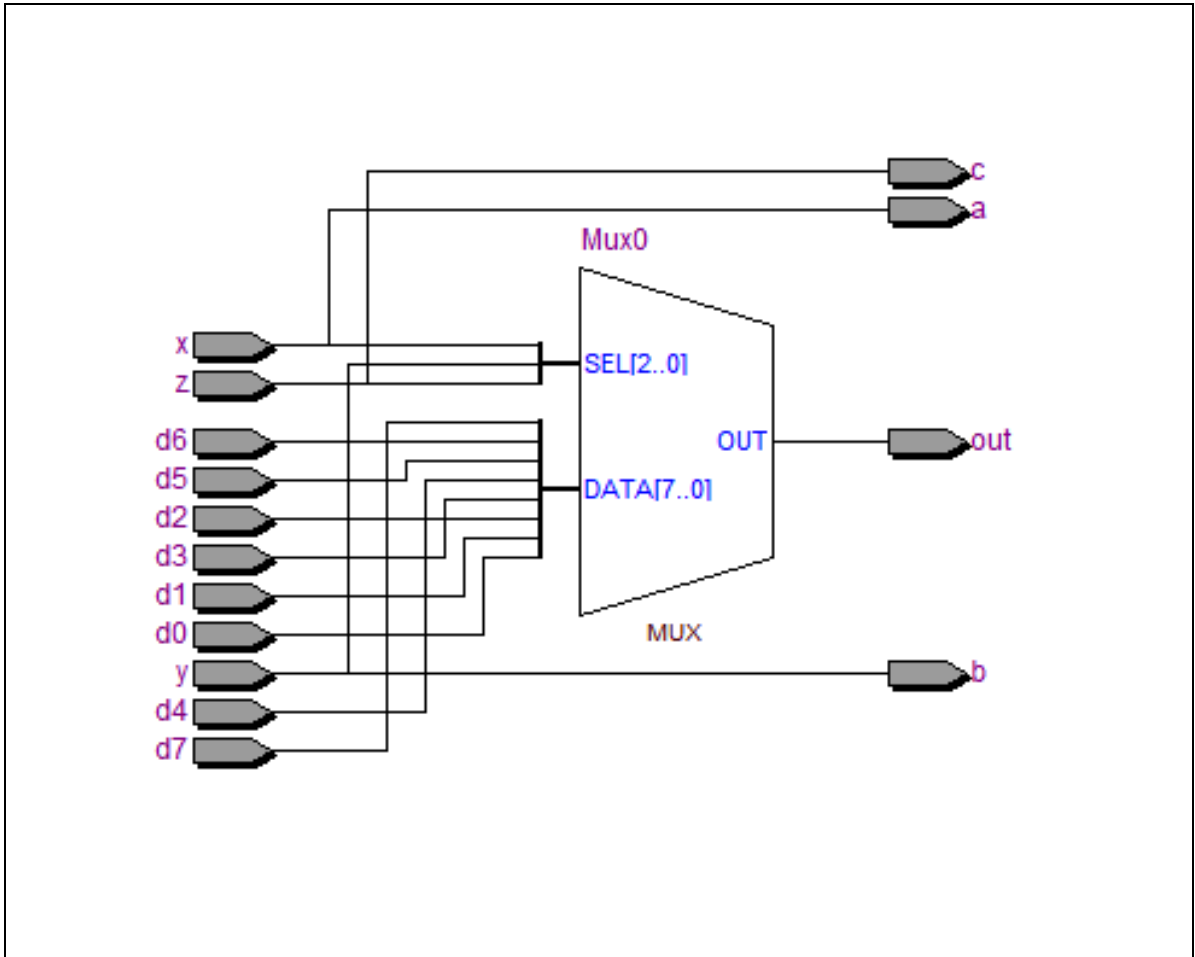 c
a
Mux0
x
SEL[2..0]
z
d6
OUT
out
d5
DATA[7..0]
d2
d3
d1
d0
MUX
y
b
d4
d7